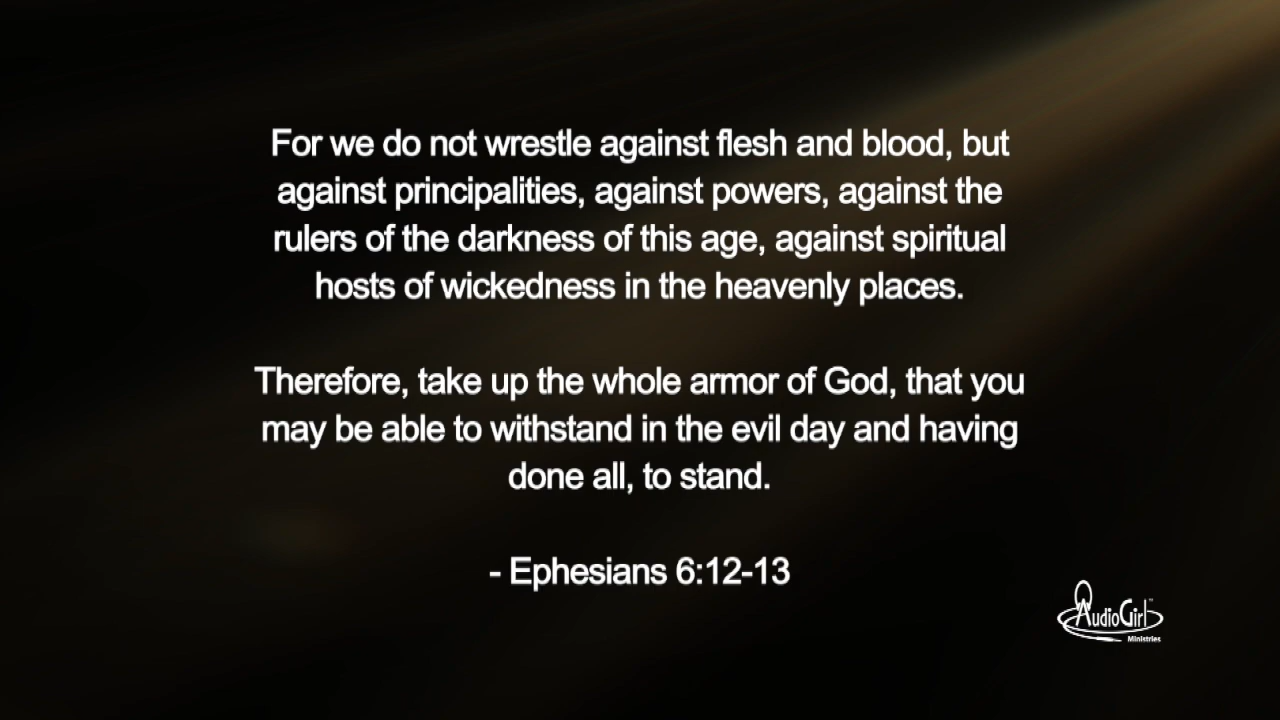 For we do not wrestle against flesh and blood, but
against principalities, against powers, against the
rulers of the darkness of this age, against spiritual
hosts of wickedness in the heavenly places.
Therefore, take up the whole armor of God, that you
may be able to withstand in the evil day and having
done all, to stand.
- Ephesians 6:12-13
AudioGirl™
Ministries